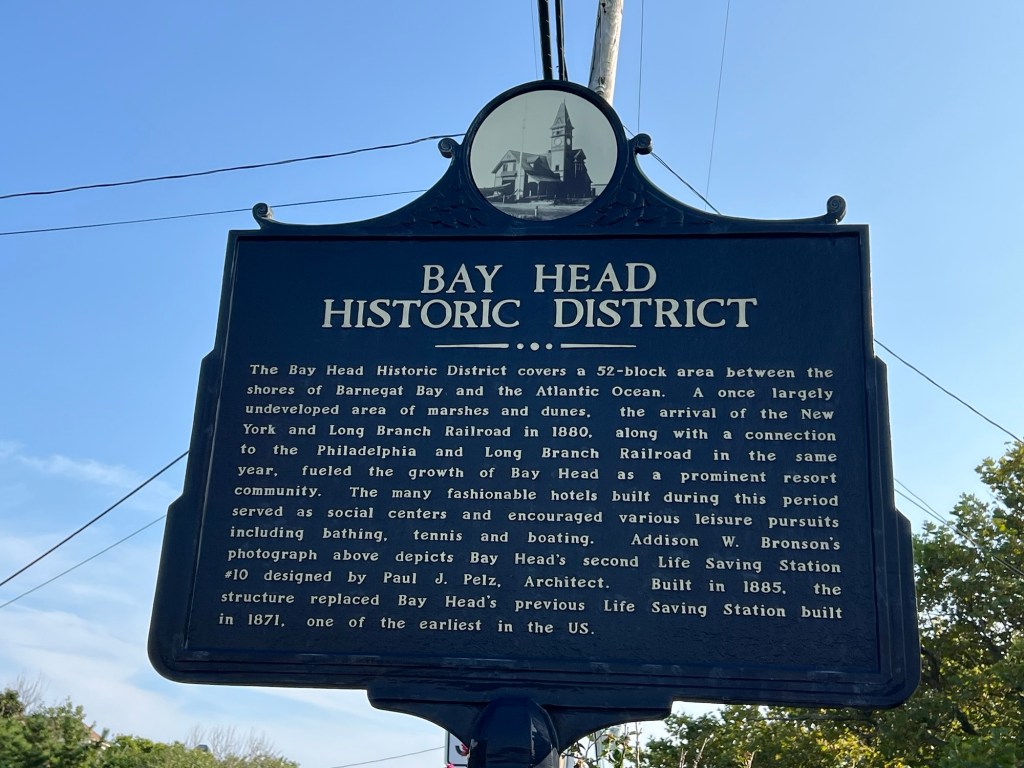 BAY HEAD
HISTORIC DISTRICT
The Bay Head Historic District covers a 52-block area between the
shores of Barnegat Bay and the Atlantic Ocean. A once largely
undeveloped area of marshes and dunes, the arrival of the New
York and Long Branch Railroad in 1880, along with a connection
to the Philadelphia and Long Branch Railroad in the same
year, fueled the growth of Bay Head as a prominent resort
community. The many fashionable hotels built during this period
served as social centers and encouraged various leisure pursuits
including bathing, tennis and boating. Addison W. Bronson's
photograph above depicts Bay Head's second Life Saving Station
#10 designed by Paul J. Pelz, Architect. Built in 1885, the
structure replaced Bay Head's previous Life Saving Station built
in 1871, one of the earliest in the US.